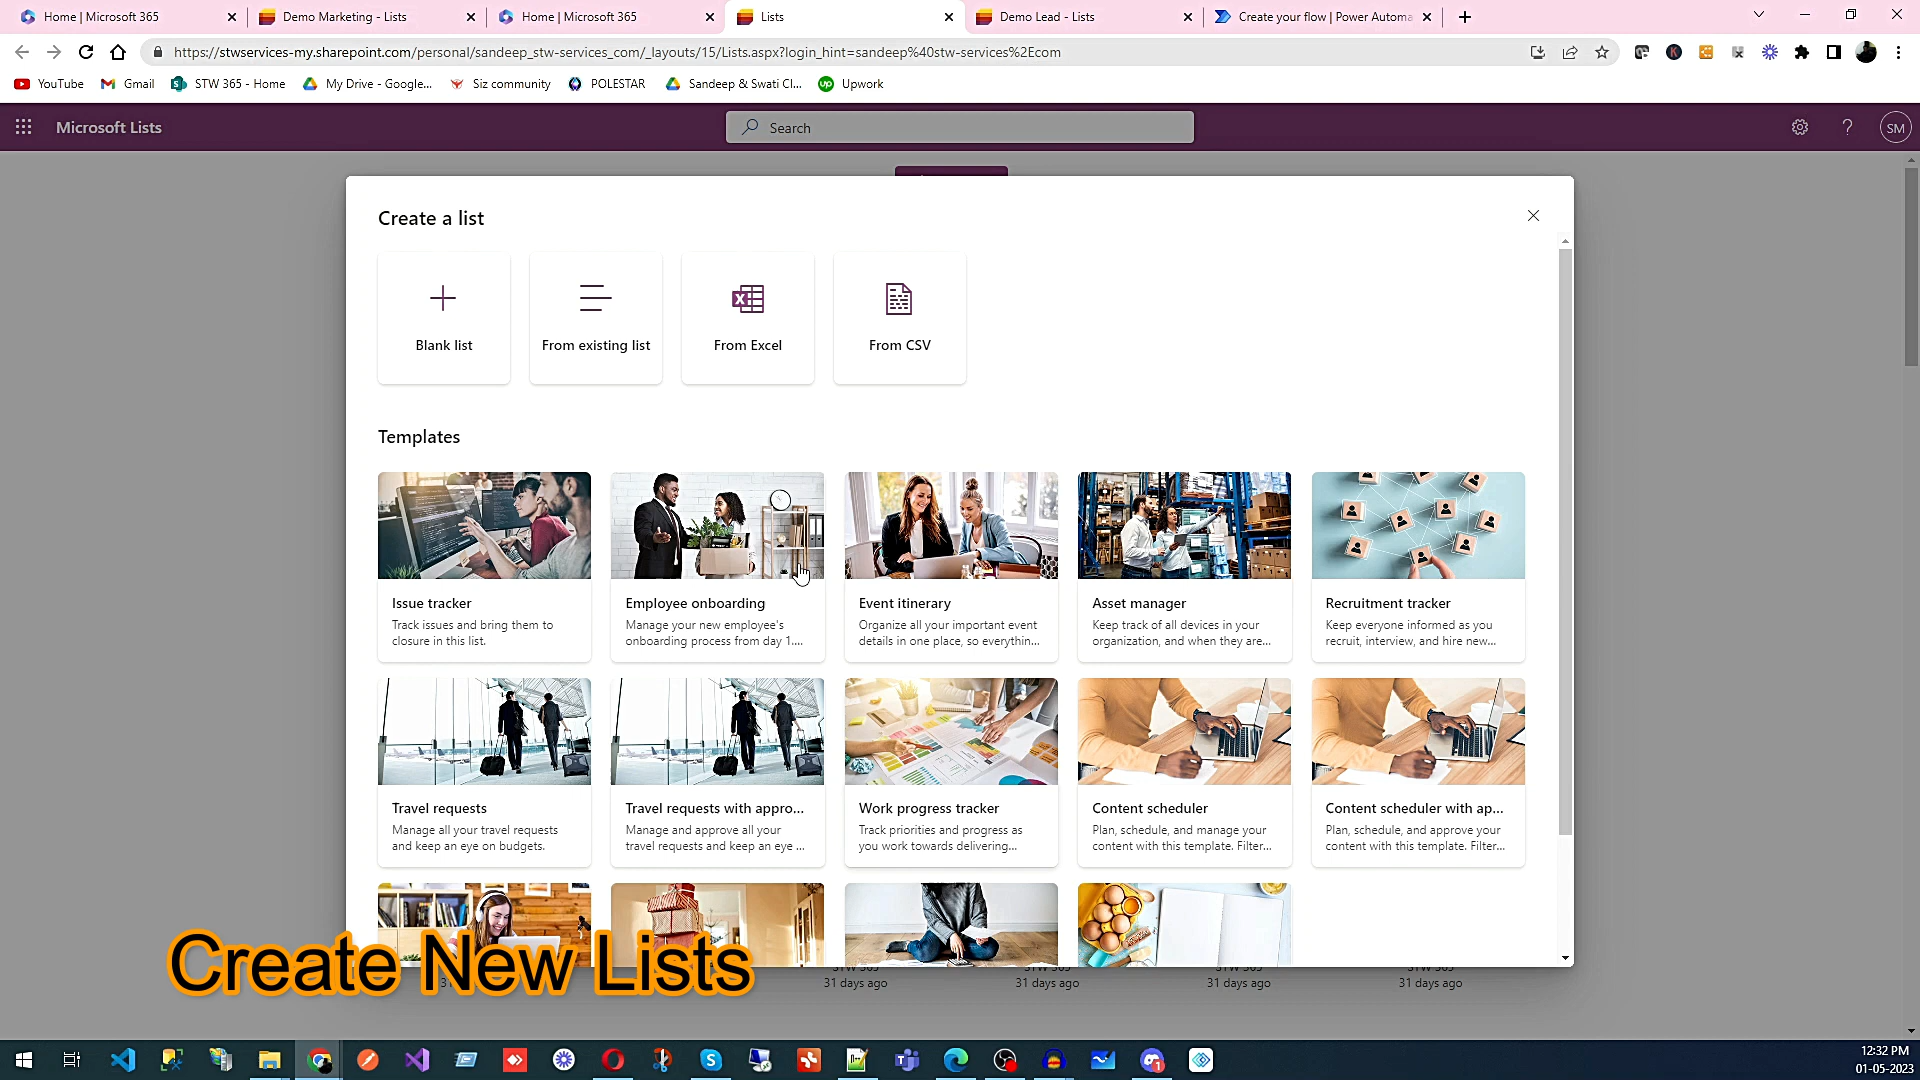 Home | Microsoft 365
Demo Marketing - Lists
Home | Microsoft 365
Lists
Demo Lead - Lists
Create your flow | Power Automa
https://stwservices-my.sharepoint.com/personal/sandeep_stw-services_com/_layouts/15/Lists.aspx?login_hint=sandeep%40stw-services%2Ecom
YouTube
Gmail
STW 365 - Home
My Drive - Google...
Siz community
POLESTAR
Sandeep & Swati Cl...
Upwork
Microsoft Lists
Search
SM
Create a list
Blank list
From existing list
From Excel
From CSV
Templates
Issue tracker
Track issues and bring them to
closure in this list.
Employee onboarding
Manage your new employee's
onboarding process from day 1....
Event itinerary
Organize all your important event
details in one place, so everythin...
Asset manager
Keep track of all devices in your
organization, and when they are...
Recruitment tracker
Keep everyone informed as you
recruit, interview, and hire new...
Travel requests
Manage all your travel requests
and keep an eye on budgets.
Travel requests with appro...
Manage and approve all your
travel requests and keep an eye ...
Work progress tracker
Track priorities and progress as
you work towards delivering...
Content scheduler
Plan, schedule, and manage your
content with this template. Filter...
Content scheduler with ap...
Plan, schedule, and approve your
content with this template. Filter...
Create New Lists
STW 365
31 days ago
STW 365
31 days ago
STW 365
31 days ago
STW 365
31 days ago
12:32 PM
01-05-2023